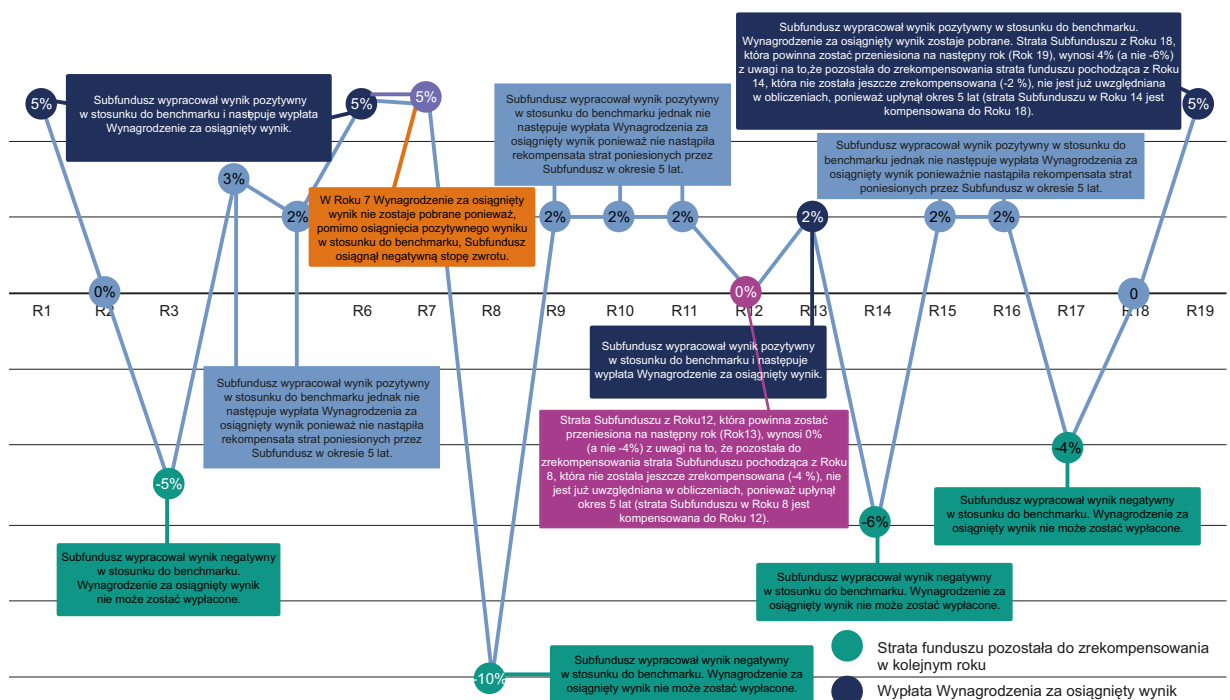 Subfundusz wypracował wynik pozytywny w stosunku do benchmarku.
Wynagrodzenie za osiągnięty wynik zostaje pobrane. Strata Subfunduszu z Roku 18,
która powinna zostać przeniesiona na następny rok (Rok 19), wynosi 4% (a nie -6%)
z uwagi na to,że pozostała do zrekompensowania strata funduszu pochodząca z Roku
14, która nie została jeszcze zrekompensowana (-2 %), nie jest już uwzględniana
w obliczeniach, ponieważ upłynął okres 5 lat (strata Subfunduszu w Roku 14 jest
kompensowana do Roku 18).
Subfundusz wypracował wynik pozytywny
w stosunku do benchmarku i następuje wypłata
Wynagrodzenie za osiągnięty wynik.
Subfundusz wypracował wynik pozytywny
w stosunku do benchmarku jednak nie
następuje wypłata Wynagrodzenia za
osiągnięty wynik ponieważ nie nastąpiła
rekompensata strat poniesionych przez
Subfundusz w okresie 5 lat.
Subfundusz wypracował wynik pozytywny w stosunku do
benchmarku jednak nie następuje wypłata Wynagrodzenia za
osiągnięty wynik ponieważnie nastąpiła rekompensata strat
poniesionych przez Subfundusz w okresie 5 lat.
W Roku 7 Wynagrodzenie za osiągnięty
wynik nie zostaje pobrane ponieważ,
pomimo osiągnięcia pozytywnego wyniku
w stosunku do benchmarku, Subfundusz
osiągnął negatywną stopę zwrotu.
5%
0%
-5%
3%
2%
5%
5%
-10%
2%
2%
2%
0%
2%
-6%
2%
2%
-4%
0
5%
R1
R2
R3
R6
R7
R8
R9
R10
R11
R12
R13
R14
R15
R16
R17
R18
R19
Subfundusz wypracował wynik pozytywny
w stosunku do benchmarku i następuje
wypłata Wynagrodzenie za osiągnięty wynik.
Subfundusz wypracował wynik pozytywny
w stosunku do benchmarku jednak nie
następuje wypłata Wynagrodzenia za
osiągnięty wynik ponieważ nie nastąpiła
rekompensata strat poniesionych przez
Subfundusz w okresie 5 lat.
Strata Subfunduszu z Roku12, która powinna zostać
przeniesiona na następny rok (Rok13), wynosi 0%
(a nie -4%) z uwagi na to, że pozostała do
zrekompensowania strata Subfunduszu pochodząca z Roku
8, która nie została jeszcze zrekompensowana (-4 %), nie
jest już uwzględniana w obliczeniach, ponieważ upłynął
okres 5 lat (strata Subfunduszu w Roku 8 jest
kompensowana do Roku 12).
Subfundusz wypracował wynik negatywny
w stosunku do benchmarku. Wynagrodzenie za
osiągnięty wynik nie może zostać wypłacone.
Subfundusz wypracował wynik negatywny
w stosunku do benchmarku.
Wynagrodzenie za osiągnięty wynik
nie może zostać wypłacone.
Subfundusz wypracował wynik negatywny
w stosunku do benchmarku. Wynagrodzenie za
osiągnięty wynik nie może zostać wypłacone.
Subfundusz wypracował wynik negatywny
w stosunku do benchmarku. Wynagrodzenie za
osiągnięty wynik nie może zostać wypłacone.
Strata funduszu pozostała do zrekompensowania
w kolejnym roku
Wypłata Wynagrodzenia za osiągnięty wynik